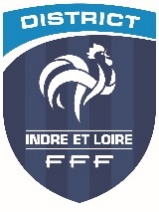 DISTRICT
INDRE ET LOIRE
FFF